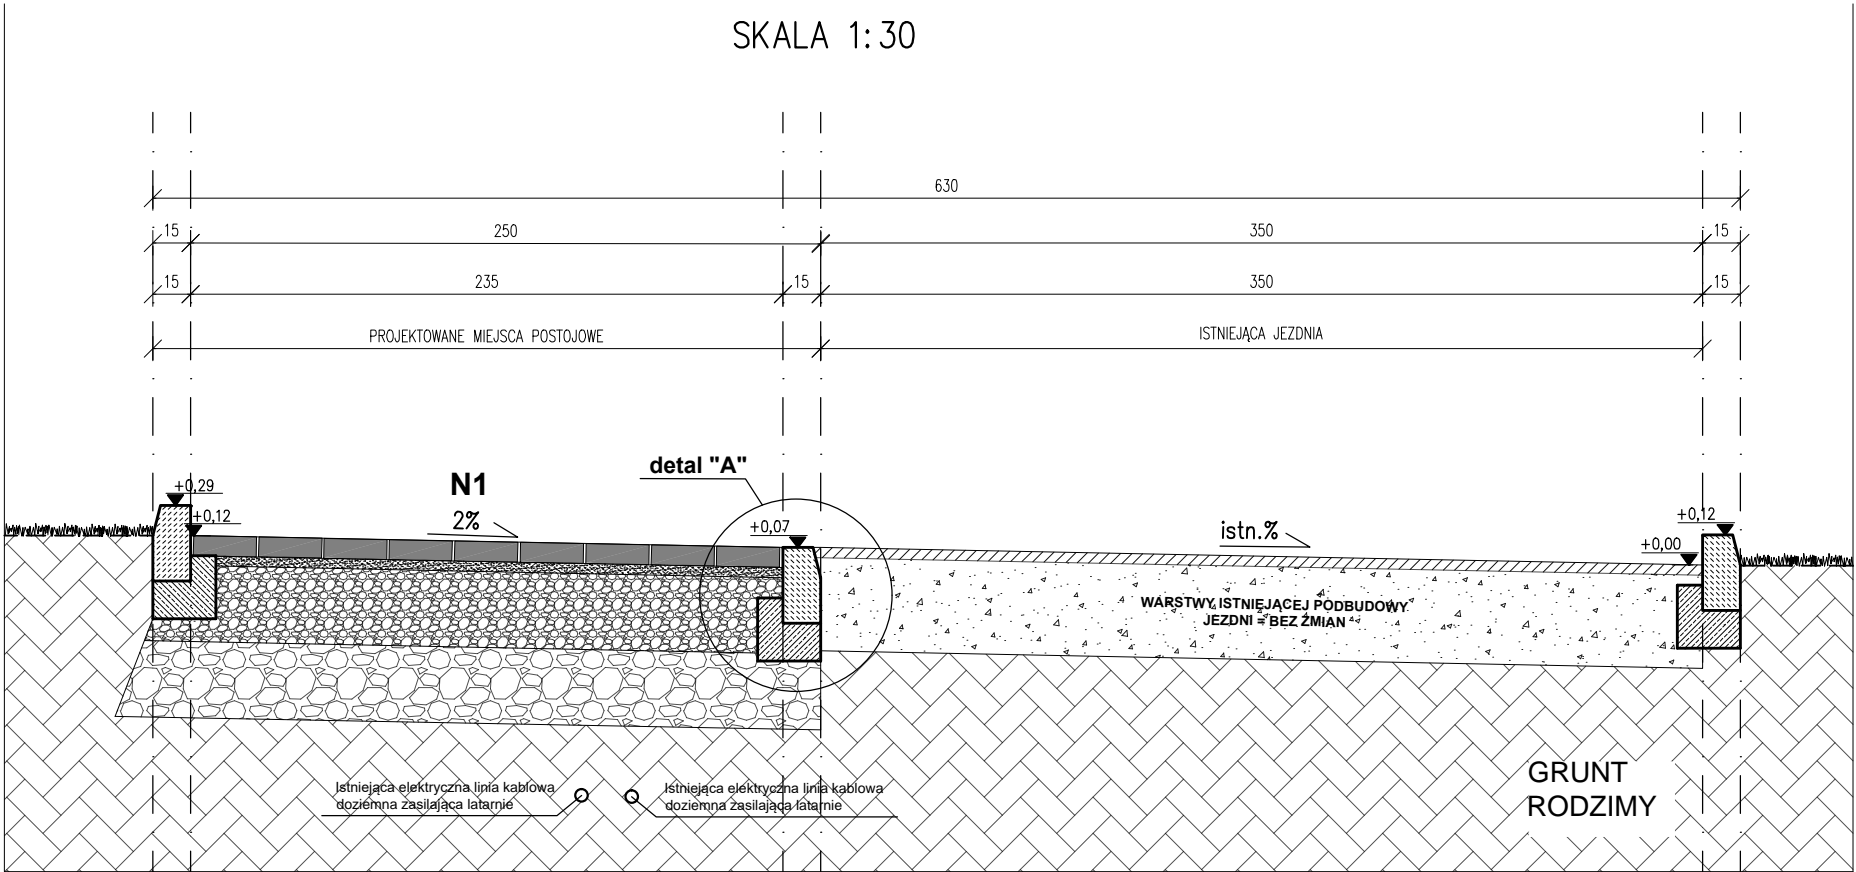 SKALA 1:30
630
15
250
350
15
15
235
15
350
15
PROJEKTOWANE MIEJSCA POSTOJOWE
ISTNIEJĄCA JEZDNIA
detal "A"
N1
+0,29
+0,12
2%
+0,07
istn.%
+0,12
+0,00
WARSTWY ISTNIEJĄCEJ PODBUDOWY
JEZDNI = BEZ ZMIAN
GRUNT
RODZIMY
Istniejąca elektryczna linia kablowa
doziemna zasilająca latarnie
Istniejąca elektryczna linia kablowa
doziemna zasilająca latarnie